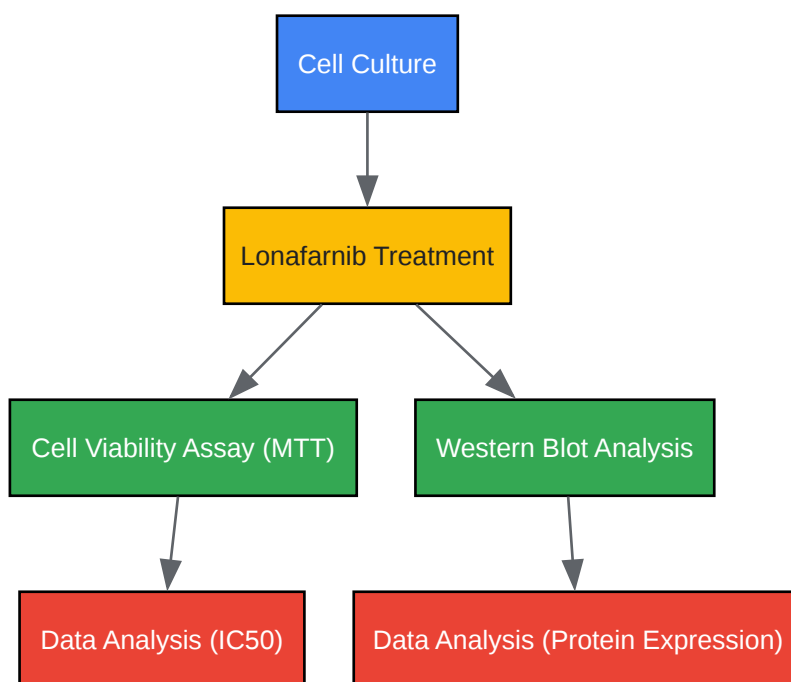 Cell Culture
Lonafarnib Treatment
Cell Viability Assay (MTT)
Western Blot Analysis
Data Analysis (IC50)
Data Analysis (Protein Expression)